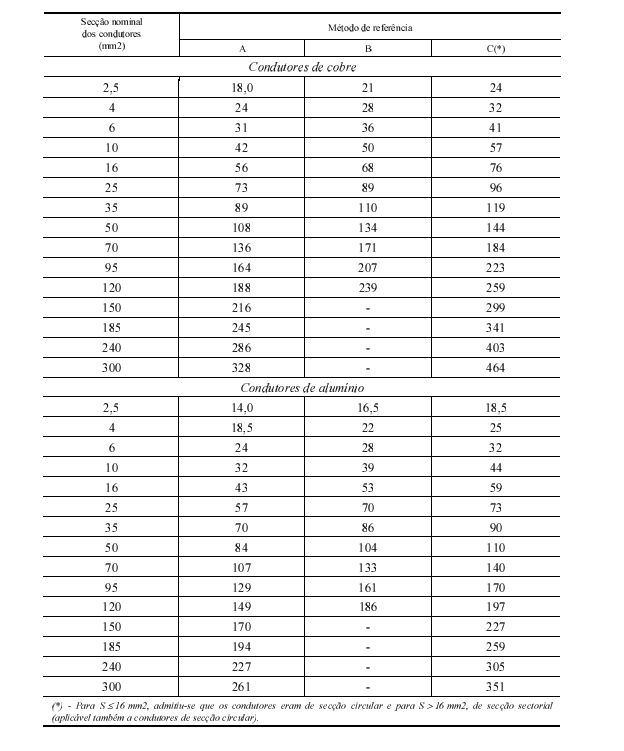 Secção nominal
dos condutores
(mm2)
Método de referência
A B C(*)
Condutores de cobre
2,5 18,0 21 24
4 24 28 32
6 31 36 41
10 42 50 57
16 56 68 76
25 73 89 96
35 89 110 119
50 108 134 144
70 136 171 184
95 164 207 223
120 188 239 259
150 216 - 299
185 245 - 341
240 286 - 403
300 328 - 464
Condutores de alumínio
2,5 14,0 16,5 18,5
4 18,5 22 25
6 24 28 32
10 32 39 44
16 43 53 59
25 57 70 73
35 70 86 90
50 84 104 110
70 107 133 140
95 129 161 170
120 149 186 197
150 170 - 227
185 194 - 259
240 227 - 305
300 261 - 351
(*) - Para S ≤ 16 mm2, admitiu-se que os condutores eram de secção circular e para S > 16 mm2, de secção sectorial
(aplicável também a condutores de secção circular).